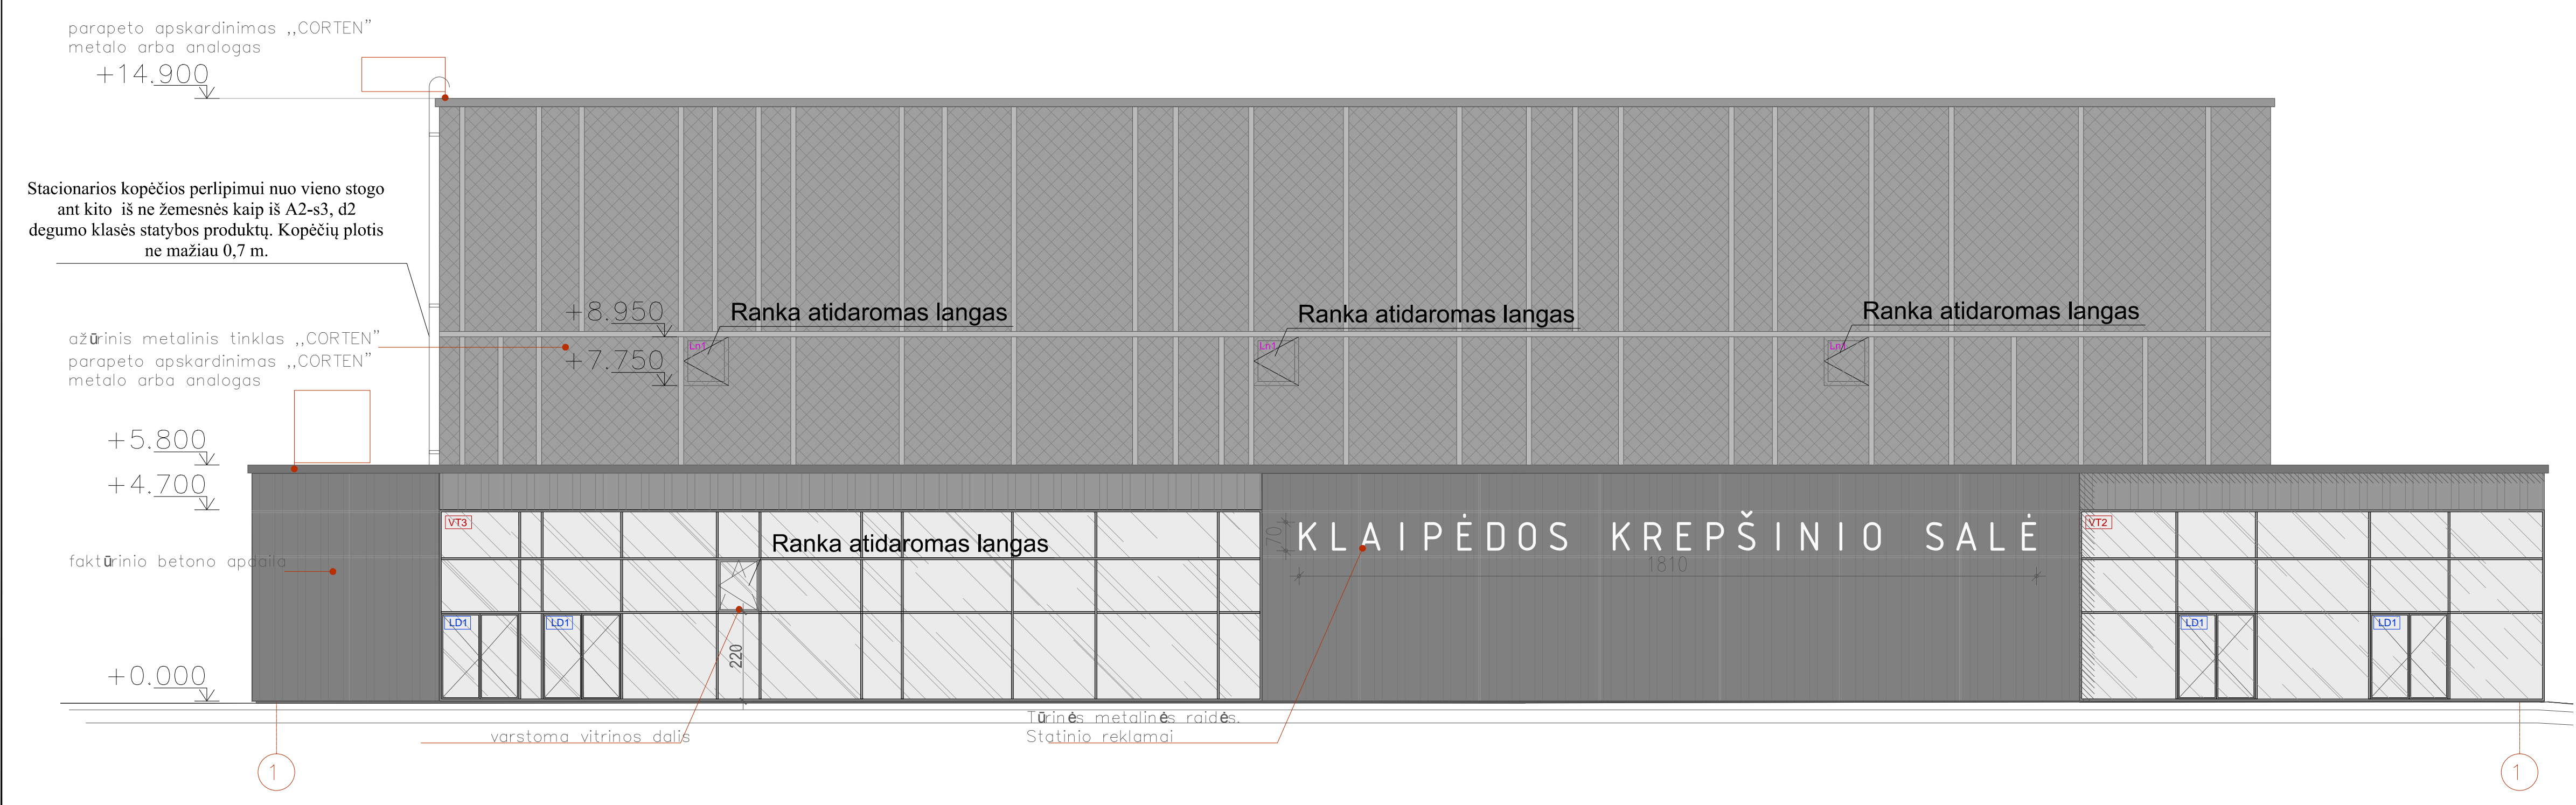 parapeto apskardinimas ,,CORTEN”
metalo arba analogas
+14.900
Stacionarios kopėčios perlipimui nuo vieno stogo
ant kito iš ne žemesnės kaip iš A2-s3, d2
degumo klasės statybos produktų. Kopėčių plotis
ne mažiau 0,7 m.
+8.950
Ranka atidaromas langas
Ranka atidaromas langas
Ranka atidaromas langas
ažūrinis metalinis tinklas ,,CORTEN”
Ln1
Ln1
Ln1
+7.750
parapeto apskardinimas ,,CORTEN”
metalo arba analogas
+5.800
+4.700
VT3
Ranka atidaromas langas
70
KLAIPĖDOS KREPŠINIO SALĖ
VT2
1810
faktūrinio betono apdaila
LD1
LD1
LD1
LD1
220
+0.000
Tūrinės metalinės raidės.
Statinio reklamai
varstoma vitrinos dalis
1
1